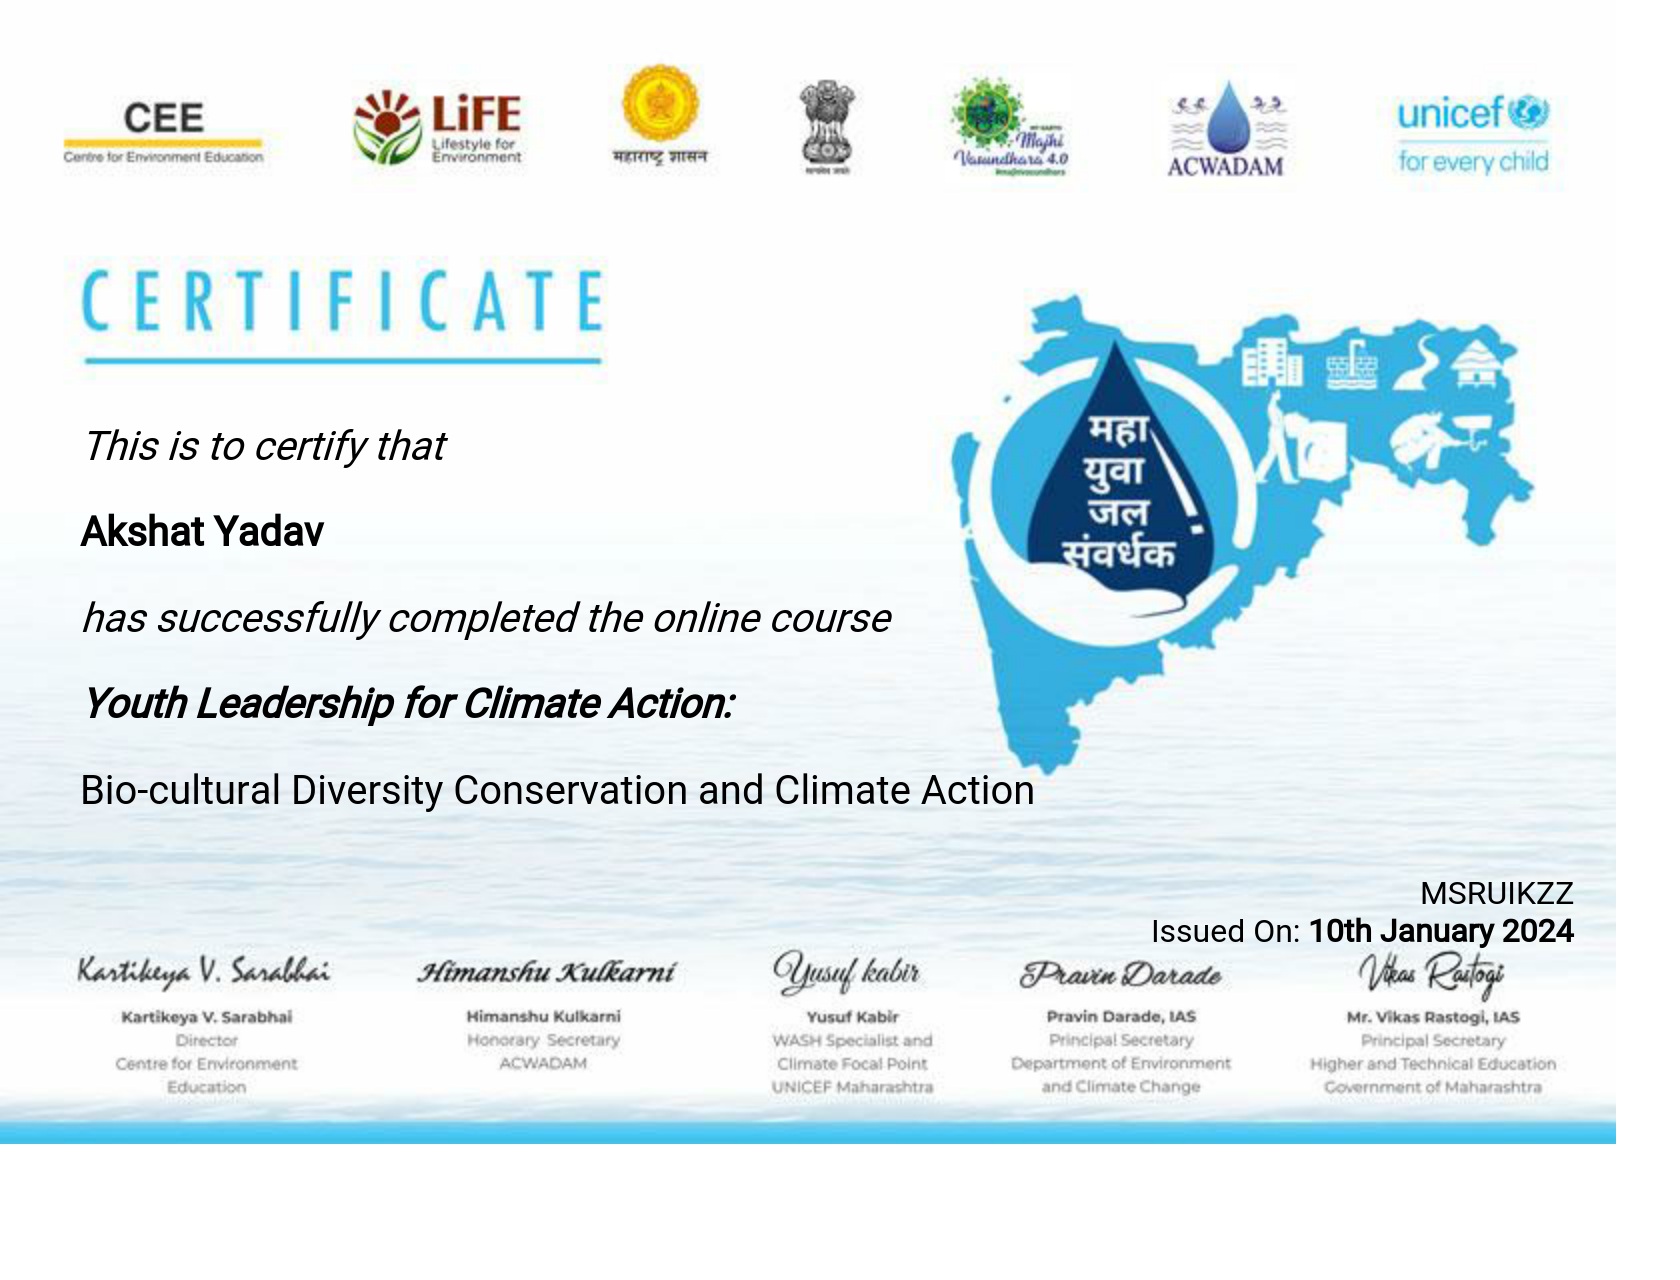 CEE
Centre for Environment Education
LiFE
Lifestyle for
Environment
महाराष्ट्र शासन
सत्यमेव जयते
Majhi
Vasundhara 4.0
#majhivasundhara
ACWADAM
unicef
for every child
CERTIFICATE
This is to certify that
Akshat Yadav
has successfully completed the online course
Youth Leadership for Climate Action:
Bio-cultural Diversity Conservation and Climate Action
महा
युवा
जल
संवर्धक
MSRUIKZZ
Issued On: 10th January 2024
Kartikeya V. Sarabhai
Kartikeya V. Sarabhai
Director
Centre for Environment
Education
Himanshu Kulkarni
Himanshu Kulkarni
Honorary Secretary
ACWADAM
Yusuf kabir
Yusuf Kabir
WASH Specialist and
Climate Focal Point
UNICEF Maharashtra
Pravin Darade
Pravin Darade, IAS
Principal Secretary
Department of Environment
and Climate Change
Vikas Rastogi
Mr. Vikas Rastogi, IAS
Principal Secretary
Higher and Technical Education
Government of Maharashtra